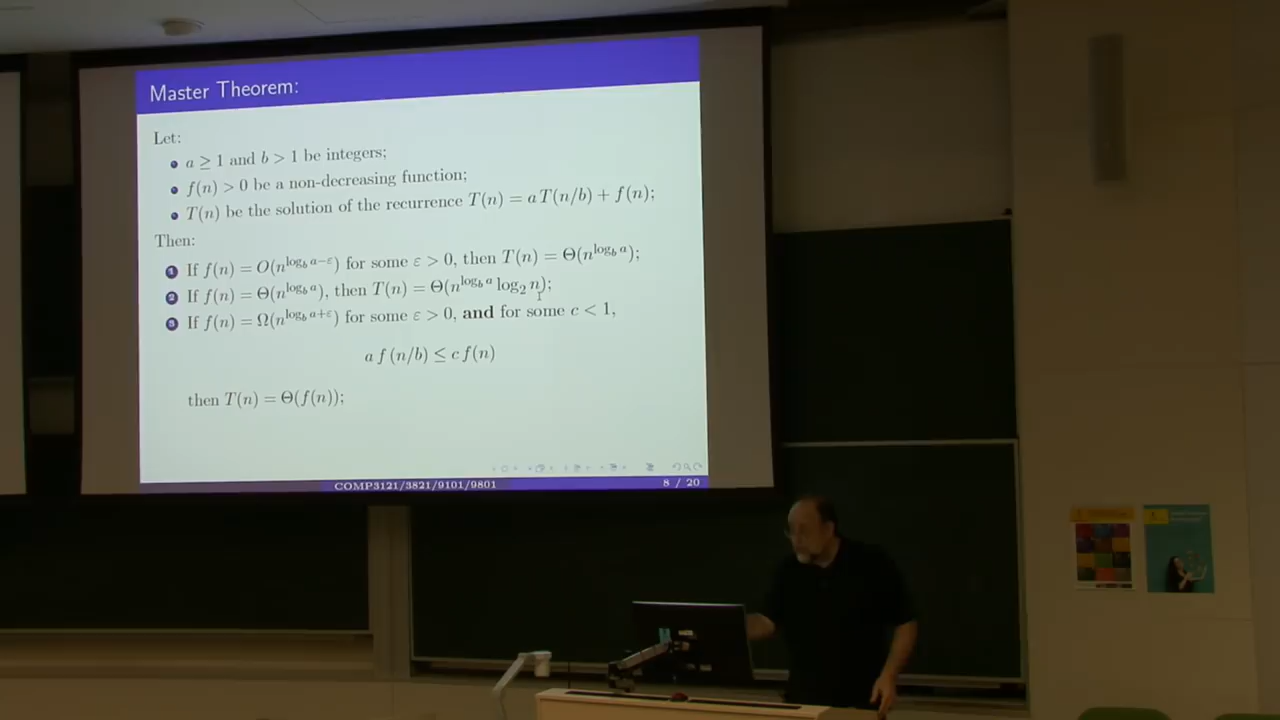 Master Theorem:
Let:
a ≥ 1 and b > 1 be integers;
f(n) > 0 be a non-decreasing function;
T(n) be the solution of the recurrence T(n) = a T(n/b) + f(n);
Then:
1 If f(n) = O(n^{log_b a−ε}) for some ε > 0, then T(n) = Θ(n^{log_b a});
2 If f(n) = Θ(n^{log_b a}), then T(n) = Θ(n^{log_b a} log_2 n);
3 If f(n) = Ω(n^{log_b a+ε}) for some ε > 0, and for some c < 1,
a f (n/b) ≤ c f(n)
then T(n) = Θ(f(n));
COMP3121/3821/9101/9801 8 / 20